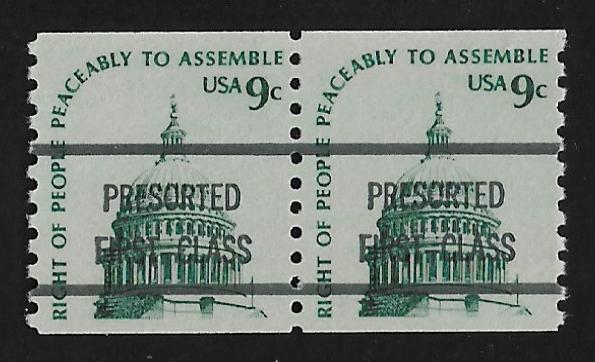 RIGHT OF PEOPLE PEACEABLY TO ASSEMBLE
USA 9c
PRESORTED
FIRST-CLASS
RIGHT OF PEOPLE PEACEABLY TO ASSEMBLE
USA 9c
PRESORTED
FIRST-CLASS